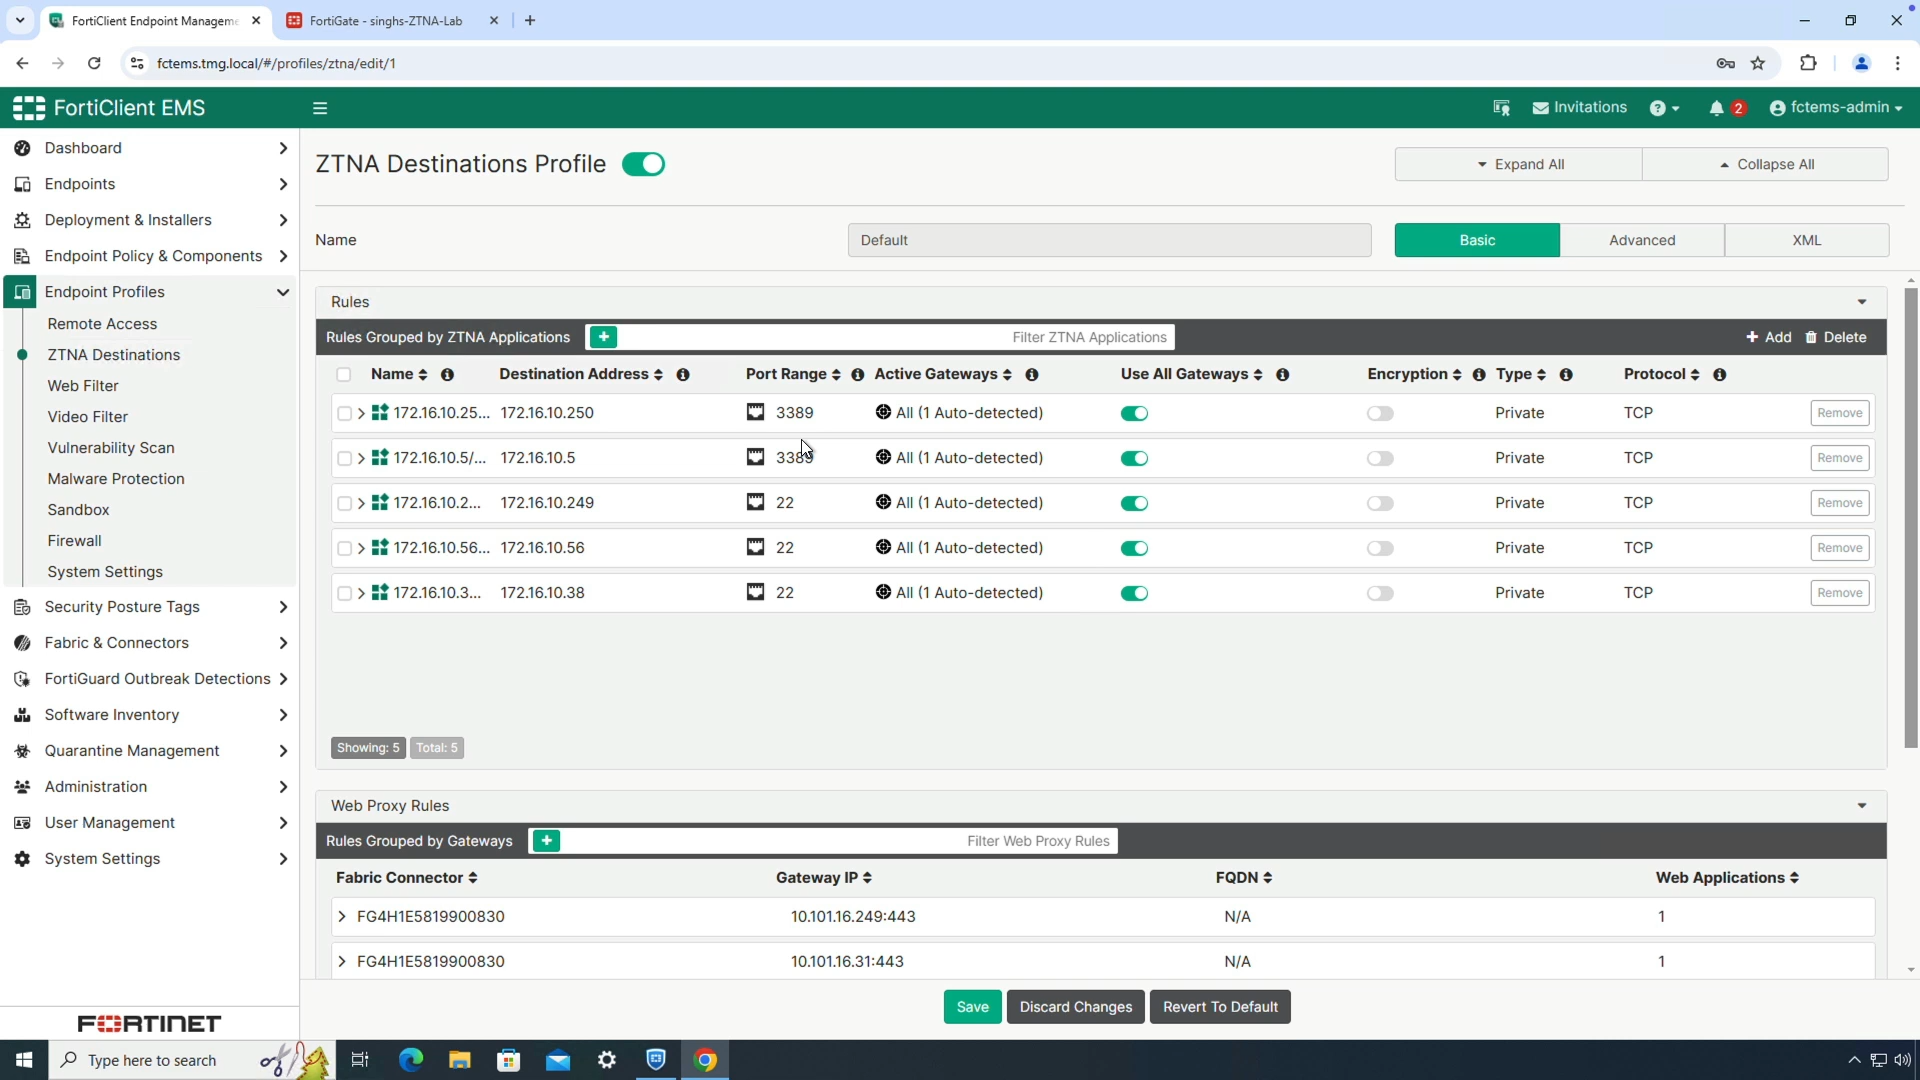 FortiClient Endpoint Manageme
FortiGate - singhs-ZTNA-Lab
fctems.tmg.local/#/profiles/ztna/edit/1
FortiClient EMS
Invitations
2
fctems-admin
Dashboard
Endpoints
Deployment & Installers
Endpoint Policy & Components
Endpoint Profiles
Remote Access
ZTNA Destinations
Web Filter
Video Filter
Vulnerability Scan
Malware Protection
Sandbox
Firewall
System Settings
Security Posture Tags
Fabric & Connectors
FortiGuard Outbreak Detections
Software Inventory
Quarantine Management
Administration
User Management
System Settings
FORTINET
ZTNA Destinations Profile
Expand All
Collapse All
Name
Default
Basic
Advanced
XML
Rules
Rules Grouped by ZTNA Applications
Filter ZTNA Applications
Add
Delete
Name Destination Address Port Range Active Gateways Use All Gateways Encryption Type Protocol
172.16.10.25... 172.16.10.250 3389 All (1 Auto-detected) Private TCP Remove
172.16.10.5/... 172.16.10.5 3389 All (1 Auto-detected) Private TCP Remove
172.16.10.2... 172.16.10.249 22 All (1 Auto-detected) Private TCP Remove
172.16.10.56... 172.16.10.56 22 All (1 Auto-detected) Private TCP Remove
172.16.10.3... 172.16.10.38 22 All (1 Auto-detected) Private TCP Remove
Showing: 5 Total: 5
Web Proxy Rules
Rules Grouped by Gateways
Filter Web Proxy Rules
Fabric Connector Gateway IP FQDN Web Applications
FG4H1E5819900830 10.101.16.249:443 N/A 1
FG4H1E5819900830 10.101.16.31:443 N/A 1
Save
Discard Changes
Revert To Default
Type here to search